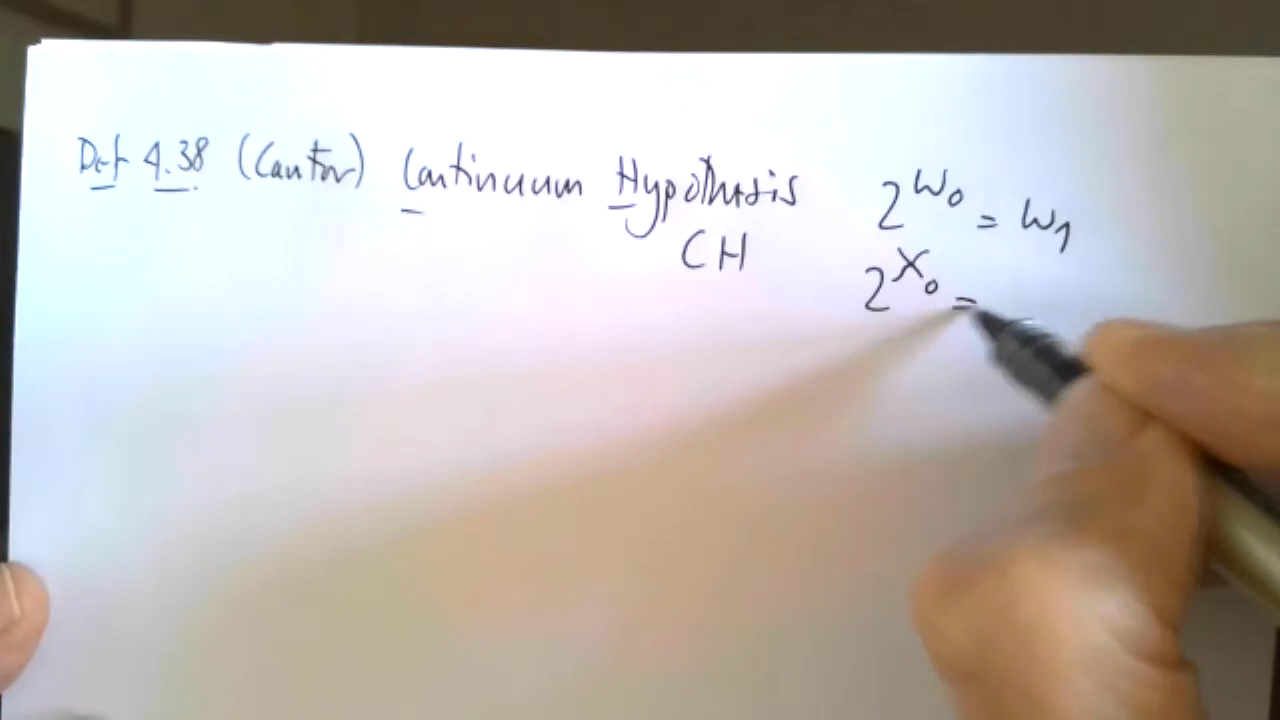 Def 4.38 (Cantor) Continuum Hypothesis 2^ω₀ = ω₁
CH 2^ℵ₀ =